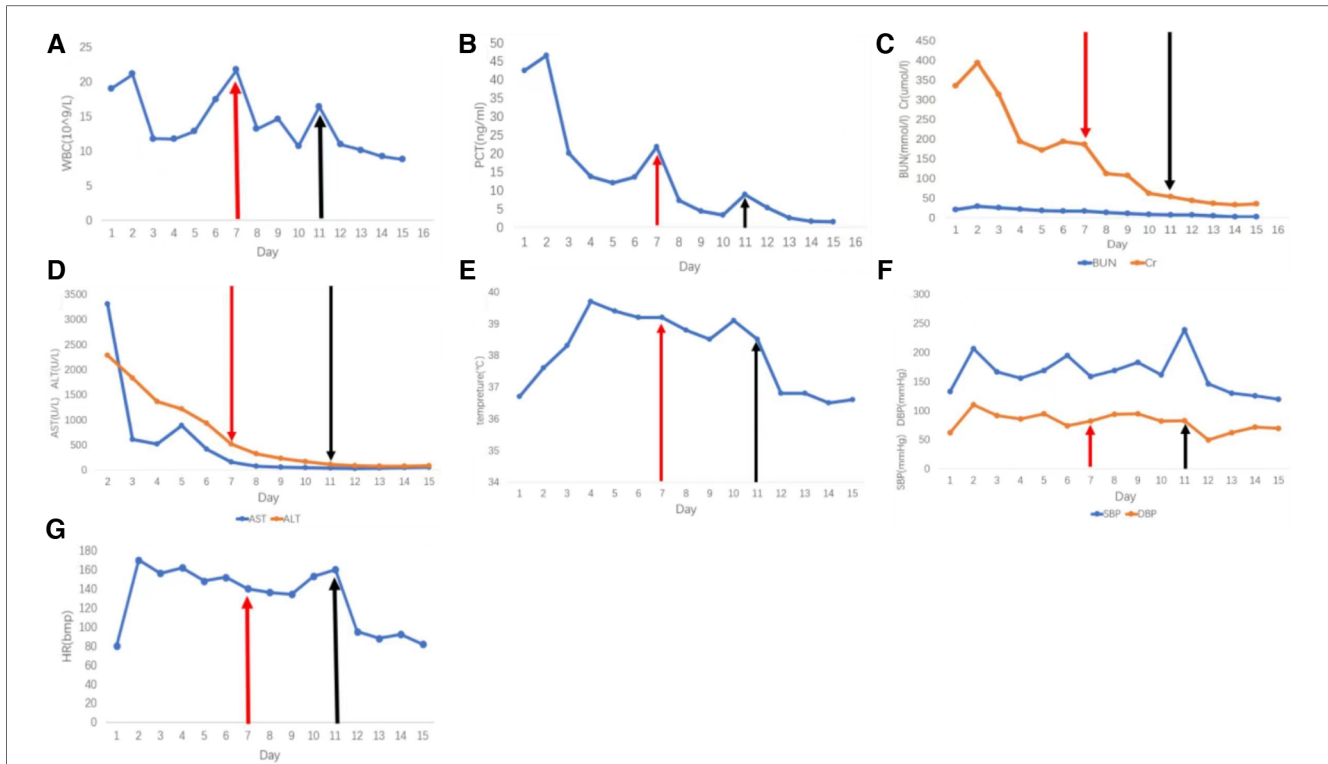 A
WBC(10^9/L)
25
20
15
10
5
0
1 2 3 4 5 6 7 8 9 10 11 12 13 14 15 16
Day
B
PCT(ng/ml)
50
45
40
35
30
25
20
15
10
5
0
1 2 3 4 5 6 7 8 9 10 11 12 13 14 15 16
Day
C
BUN(mmol/l) Cr(umol/l)
450
400
350
300
250
200
150
100
50
0
1 2 3 4 5 6 7 8 9 10 11 12 13 14 15 16
Day
BUN Cr
D
AST(U/L) ALT(U/L)
3500
3000
2500
2000
1500
1000
500
0
2 3 4 5 6 7 8 9 10 11 12 13 14 15
Day
AST ALT
E
tempreture(℃)
40
39
38
37
36
35
34
1 2 3 4 5 6 7 8 9 10 11 12 13 14 15
Day
F
SBP(mmHg) DBP(mmHg)
300
250
200
150
100
50
0
1 2 3 4 5 6 7 8 9 10 11 12 13 14 15
Day
SBP DBP
G
HR(bmp)
180
160
140
120
100
80
60
40
20
0
1 2 3 4 5 6 7 8 9 10 11 12 13 14 15
Day